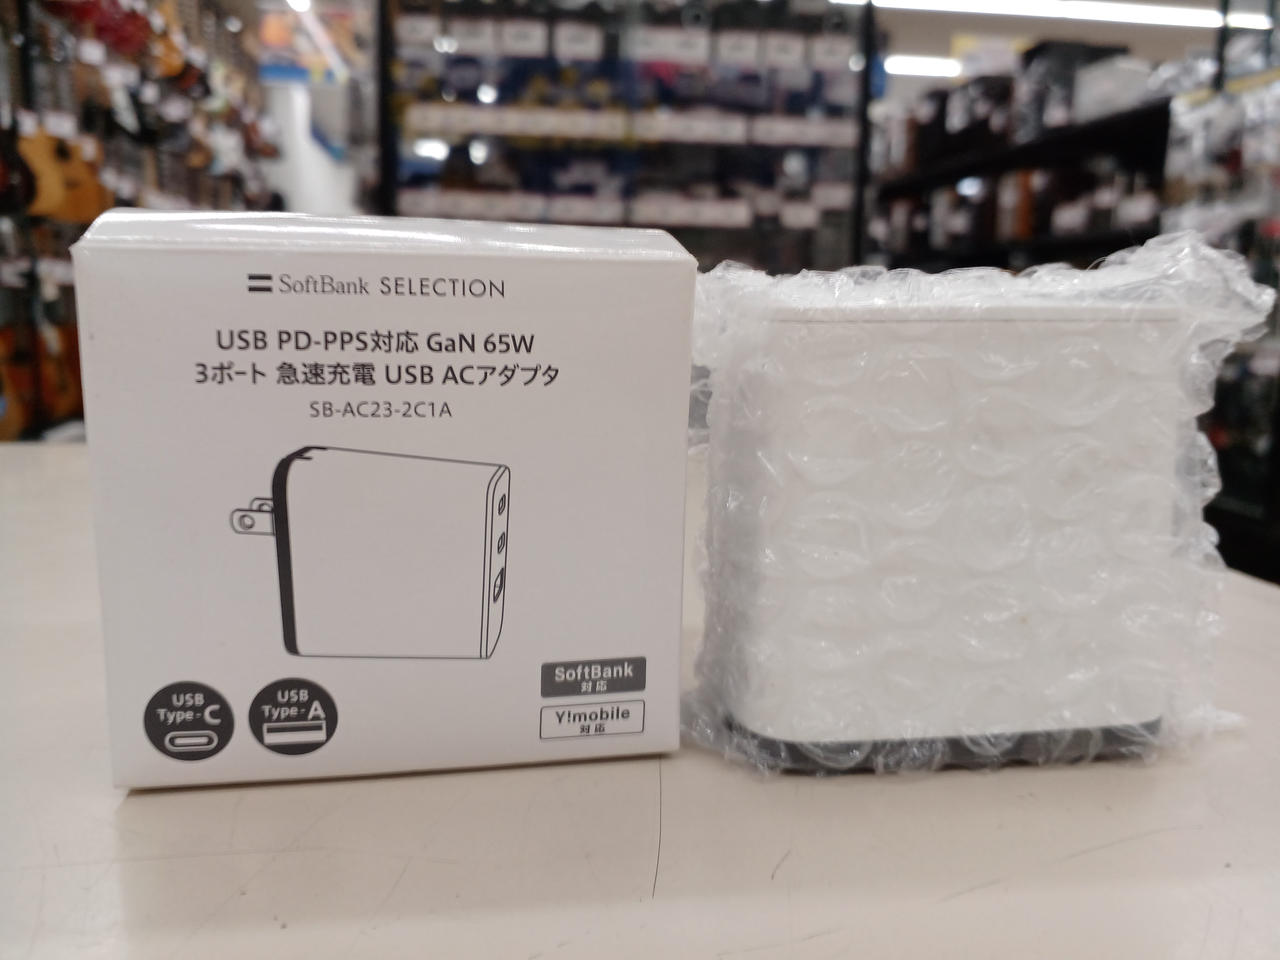 SoftBank SELECTION
USB PD-PPS対応 GaN 65W
3ポート 急速充電 USB ACアダプタ
SB-AC23-2C1A
USB
Type-C
USB
Type-A
SoftBank
対応
Y!mobile
対応